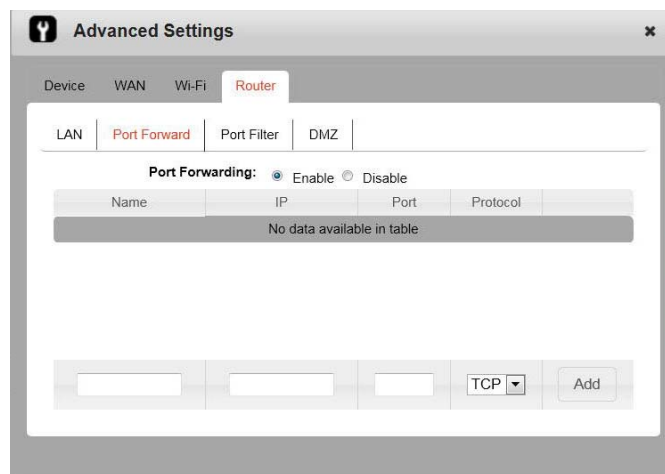 Advanced Settings
Device WAN Wi-Fi Router
LAN Port Forward Port Filter DMZ
Port Forwarding: Enable Disable
Name IP Port Protocol
No data available in table
TCP Add